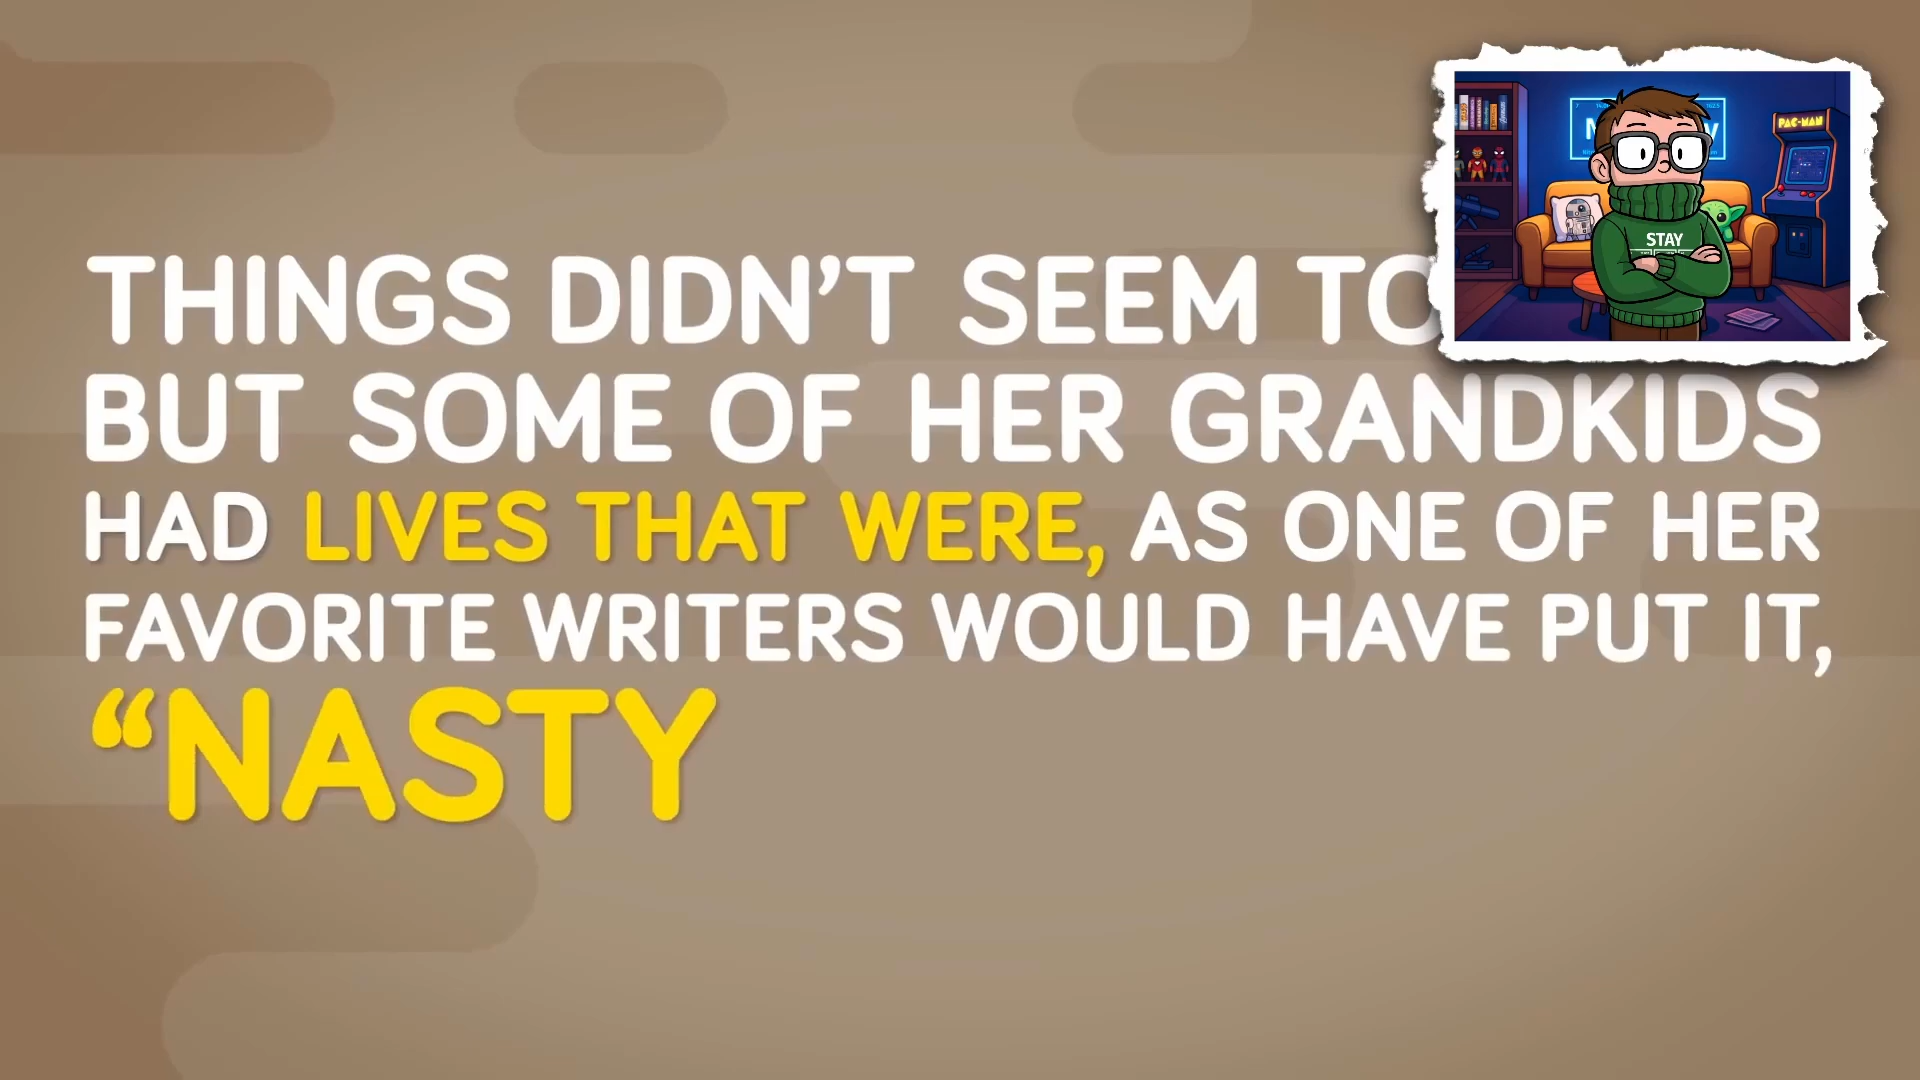 THINGS DIDN’T SEEM TO
BUT SOME OF HER GRANDKIDS
HAD LIVES THAT WERE, AS ONE OF HER
FAVORITE WRITERS WOULD HAVE PUT IT,
“NASTY
PAC-MAN
STAY